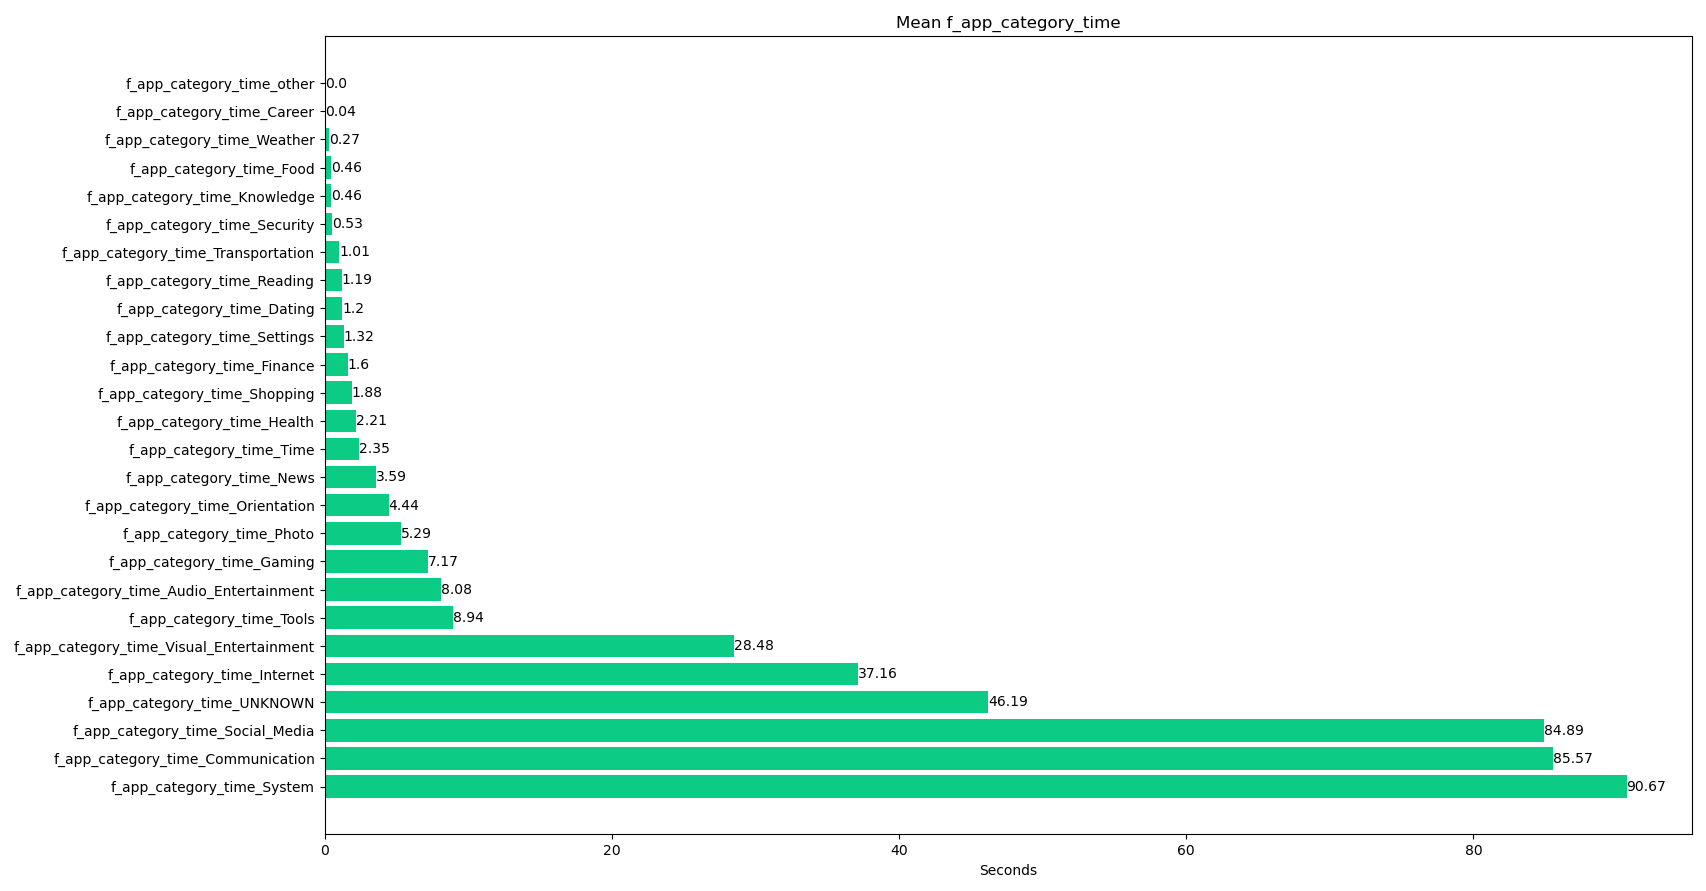 Mean f_app_category_time
f_app_category_time_other 0.0
f_app_category_time_Career 0.04
f_app_category_time_Weather 0.27
f_app_category_time_Food 0.46
f_app_category_time_Knowledge 0.46
f_app_category_time_Security 0.53
f_app_category_time_Transportation 1.01
f_app_category_time_Reading 1.19
f_app_category_time_Dating 1.2
f_app_category_time_Settings 1.32
f_app_category_time_Finance 1.6
f_app_category_time_Shopping 1.88
f_app_category_time_Health 2.21
f_app_category_time_Time 2.35
f_app_category_time_News 3.59
f_app_category_time_Orientation 4.44
f_app_category_time_Photo 5.29
f_app_category_time_Gaming 7.17
f_app_category_time_Audio_Entertainment 8.08
f_app_category_time_Tools 8.94
f_app_category_time_Visual_Entertainment 28.48
f_app_category_time_Internet 37.16
f_app_category_time_UNKNOWN 46.19
f_app_category_time_Social_Media 84.89
f_app_category_time_Communication 85.57
f_app_category_time_System 90.67
0 20 40 60 80
Seconds